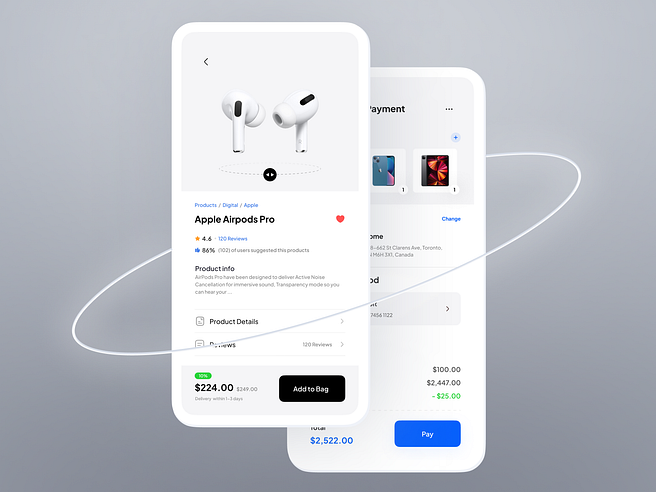 Products / Digital / Apple
Apple Airpods Pro
4.6 · 120 Reviews
86% (102) of users suggested this products
Product info
AirPods Pro have been designed to deliver Active Noise
Cancellation for immersive sound, Transparency mode so you
can hear your ...
Product Details
Reviews 120 Reviews
10%
$224.00 $249.00
Delivery within 1-3 days
Add to Bag
Payment
1 1
Change
ome
8-662 St Clarens Ave, Toronto,
M6H 3X1, Canada
od
7456 1122
$100.00
$2,447.00
- $25.00
Total
$2,522.00
Pay